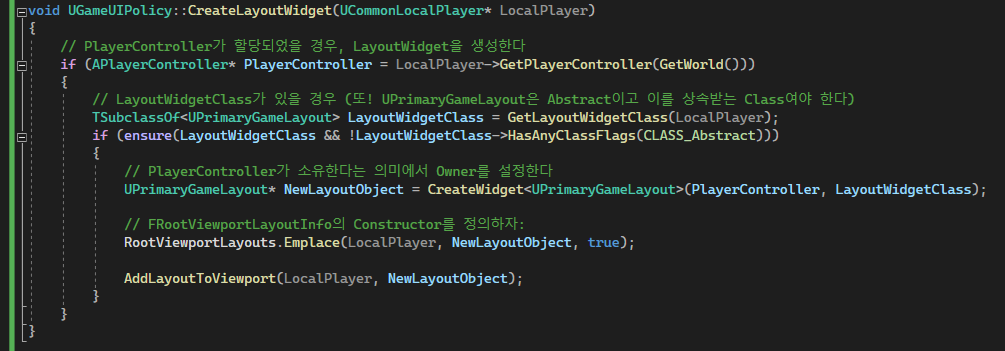 void UGameUIPolicy::CreateLayoutWidget(UCommonLocalPlayer* LocalPlayer)
{
// PlayerController가 할당되었을 경우, LayoutWidget을 생성한다
if (APlayerController* PlayerController = LocalPlayer->GetPlayerController(GetWorld()))
{
// LayoutWidgetClass가 있을 경우 (또! UPrimaryGameLayout은 Abstract이고 이를 상속받는 Class여야 한다)
TSubclassOf<UPrimaryGameLayout> LayoutWidgetClass = GetLayoutWidgetClass(LocalPlayer);
if (ensure(LayoutWidgetClass && !LayoutWidgetClass->HasAnyClassFlags(CLASS_Abstract)))
{
// PlayerController가 소유한다는 의미에서 Owner를 설정한다
UPrimaryGameLayout* NewLayoutObject = CreateWidget<UPrimaryGameLayout>(PlayerController, LayoutWidgetClass);
// FRootViewportLayoutInfo의 Constructor를 정의하자:
RootViewportLayouts.Emplace(LocalPlayer, NewLayoutObject, true);
AddLayoutToViewport(LocalPlayer, NewLayoutObject);
}
}
}